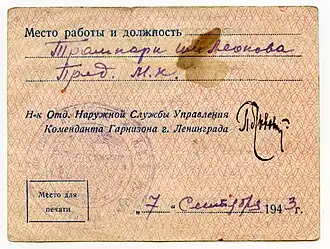 Место работы и должность
Трампарк им. Леонова
Пред. М.К.
Н-к Отд. Наружной Службы Управления
Коменданта Гарнизона г. Ленинграда
Место для
печати
„7" Сентября 1943 г.